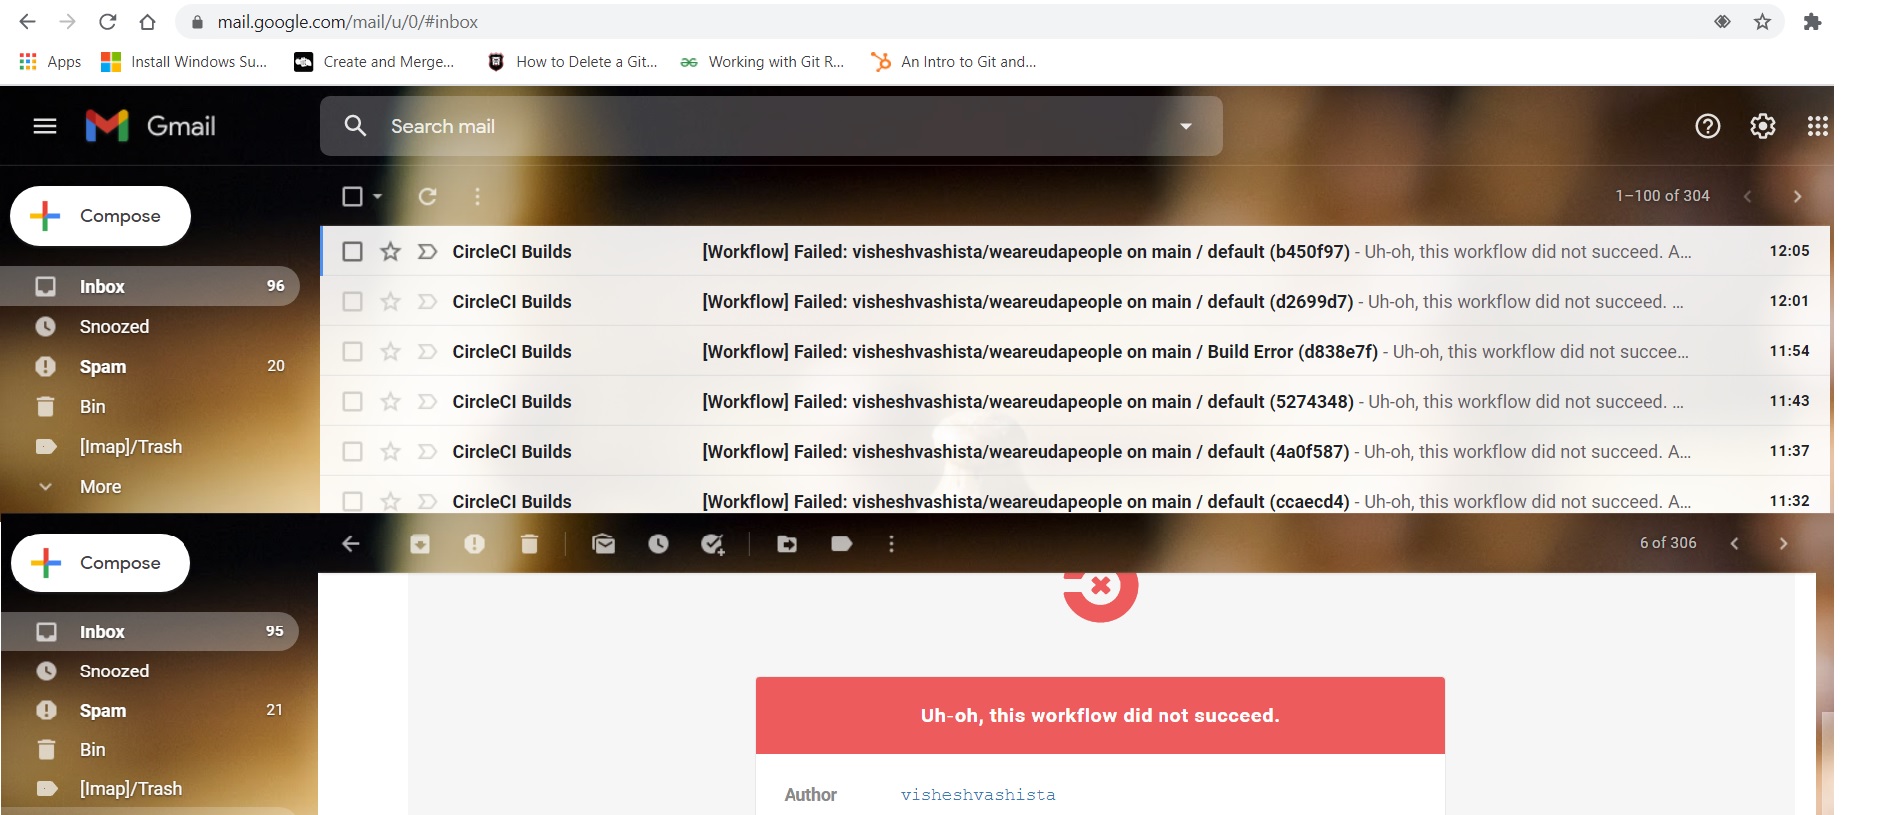 mail.google.com/mail/u/0/#inbox
Apps Install Windows Su... Create and Merge... How to Delete a Git... Working with Git R... An Intro to Git and...
Gmail Search mail
Compose 1–100 of 304
CircleCI Builds [Workflow] Failed: visheshvashista/weareudapeople on main / default (b450f97) - Uh-oh, this workflow did not succeed. A... 12:05
Inbox 96
CircleCI Builds [Workflow] Failed: visheshvashista/weareudapeople on main / default (d2699d7) - Uh-oh, this workflow did not succeed. ... 12:01
Snoozed
CircleCI Builds [Workflow] Failed: visheshvashista/weareudapeople on main / Build Error (d838e7f) - Uh-oh, this workflow did not succee... 11:54
Spam 20
CircleCI Builds [Workflow] Failed: visheshvashista/weareudapeople on main / default (5274348) - Uh-oh, this workflow did not succeed. ... 11:43
Bin
CircleCI Builds [Workflow] Failed: visheshvashista/weareudapeople on main / default (4a0f587) - Uh-oh, this workflow did not succeed. A... 11:37
[Imap]/Trash
More
CircleCI Builds [Workflow] Failed: visheshvashista/weareudapeople on main / default (ccaecd4) - Uh-oh, this workflow did not succeed. A... 11:32
6 of 306
Compose
Inbox 95
Snoozed
Spam 21
Bin
[Imap]/Trash
Uh-oh, this workflow did not succeed.
Author visheshvashista